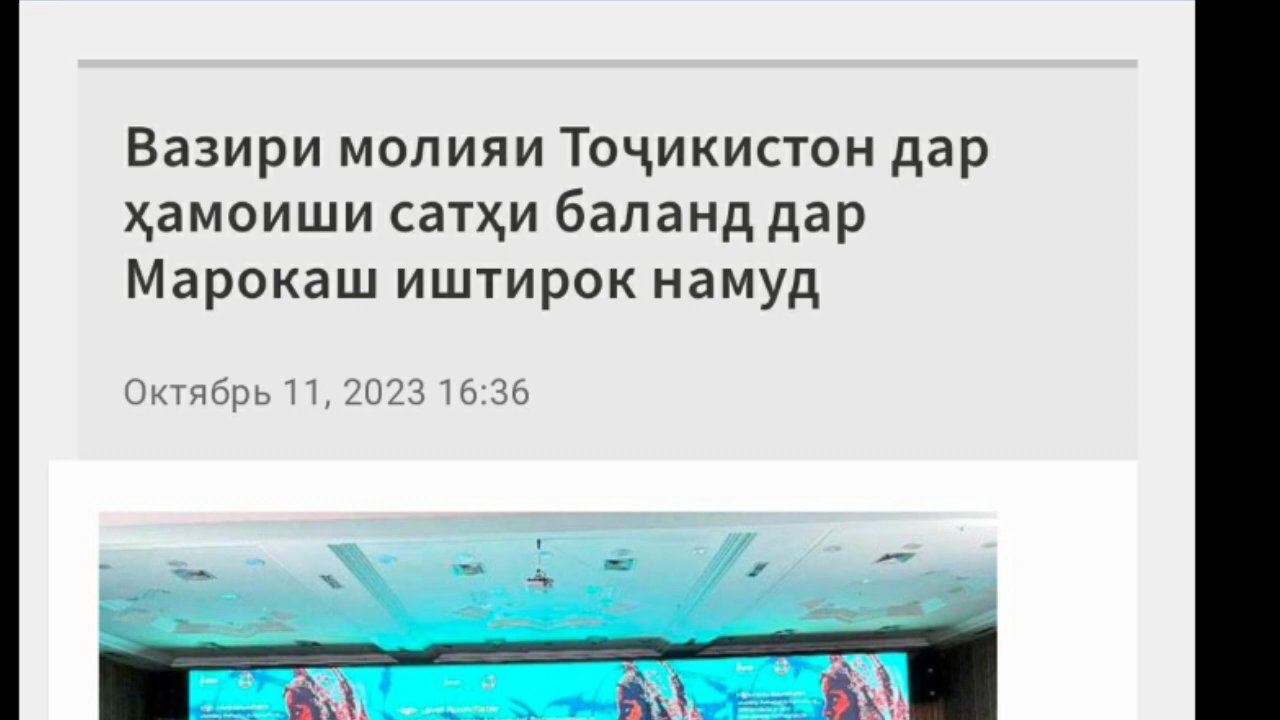 Вазири молияи Тоҷикистон дар
ҳамоиши сатҳи баланд дар
Марокаш иштирок намуд
Октябрь 11, 2023 16:36